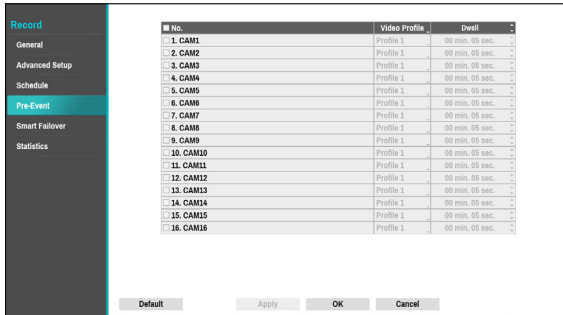 Record
General
Advanced Setup
Schedule
Pre-Event
Smart Failover
Statistics
No. Video Profile Dwell
1. CAM1 Profile 1 00 min. 05 sec.
2. CAM2 Profile 1 00 min. 05 sec.
3. CAM3 Profile 1 00 min. 05 sec.
4. CAM4 Profile 1 00 min. 05 sec.
5. CAM5 Profile 1 00 min. 05 sec.
6. CAM6 Profile 1 00 min. 05 sec.
7. CAM7 Profile 1 00 min. 05 sec.
8. CAM8 Profile 1 00 min. 05 sec.
9. CAM9 Profile 1 00 min. 05 sec.
10. CAM10 Profile 1 00 min. 05 sec.
11. CAM11 Profile 1 00 min. 05 sec.
12. CAM12 Profile 1 00 min. 05 sec.
13. CAM13 Profile 1 00 min. 05 sec.
14. CAM14 Profile 1 00 min. 05 sec.
15. CAM15 Profile 1 00 min. 05 sec.
16. CAM16 Profile 1 00 min. 05 sec.
Default Apply OK Cancel